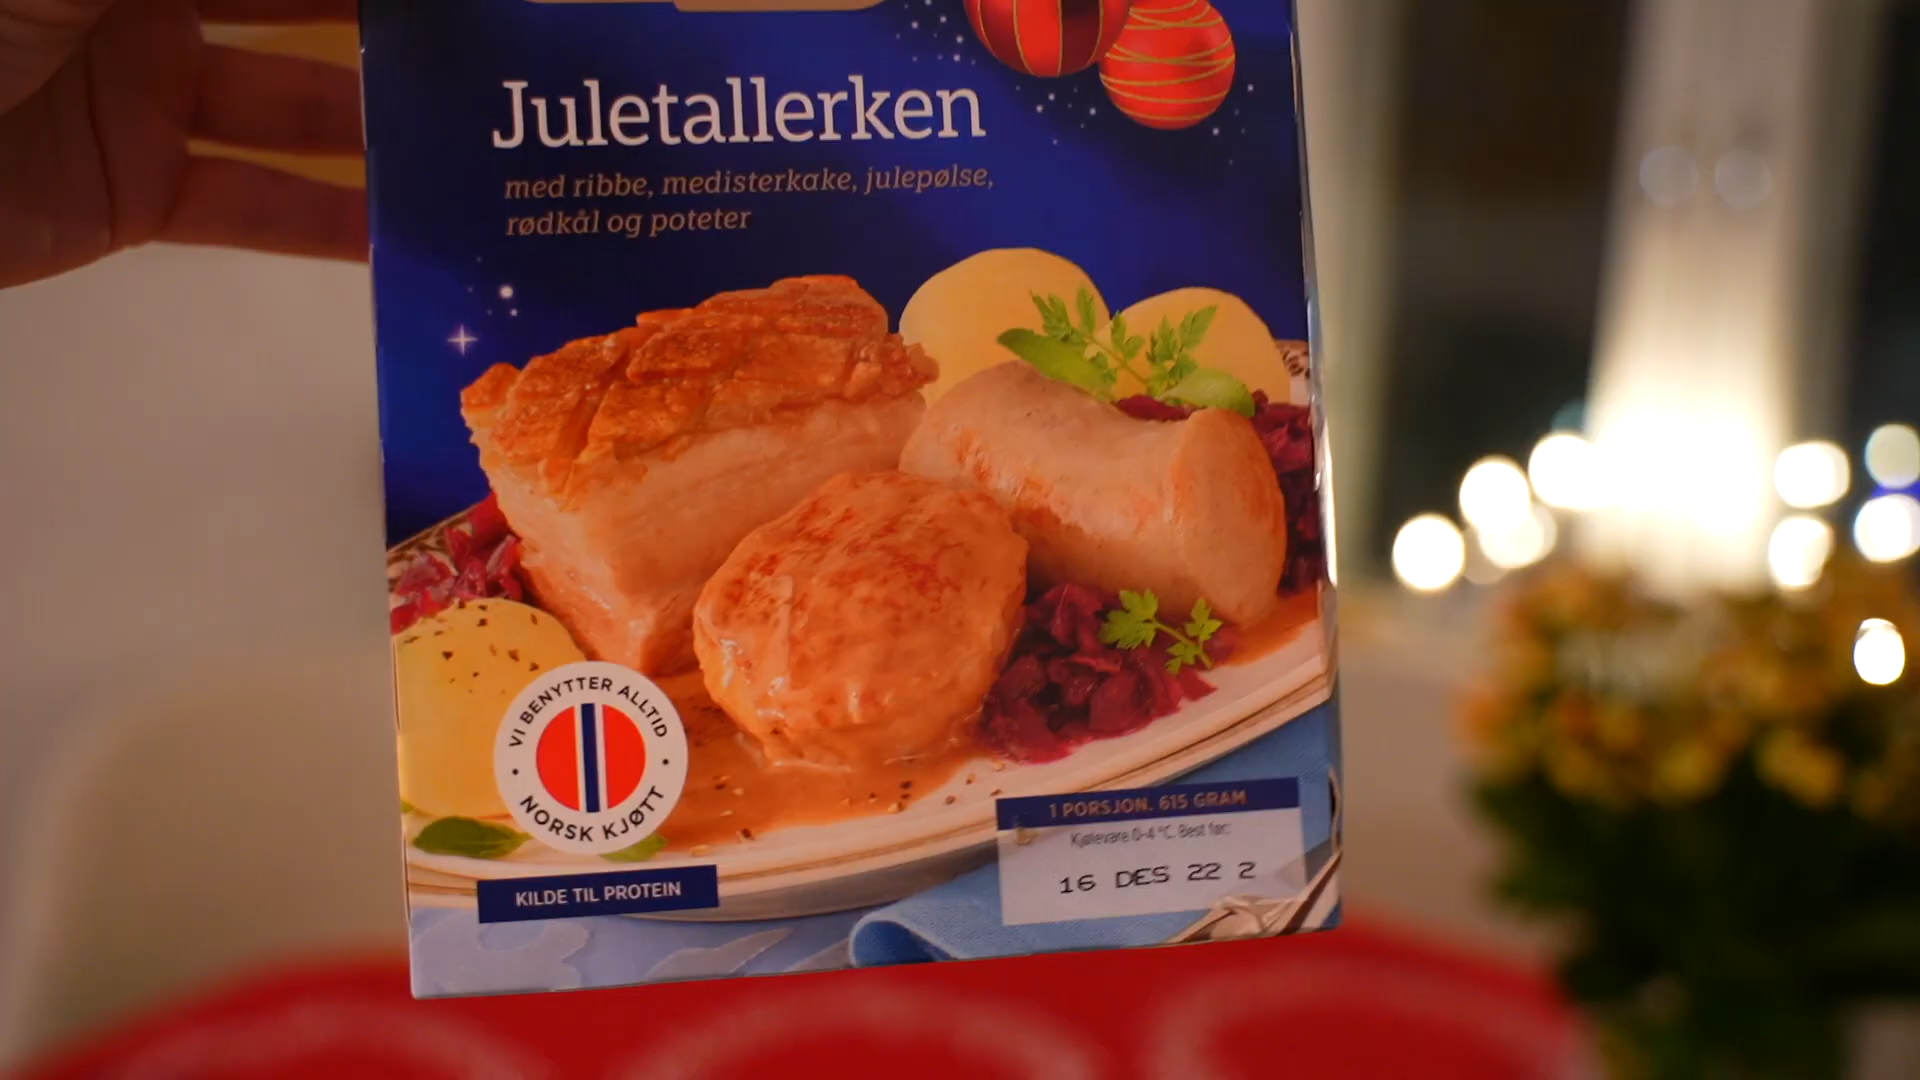 Juletallerken
med ribbe, medisterkake, julepølse,
rødkål og poteter
VI BENYTTER ALLTID
NORSK KJØTT
KILDE TIL PROTEIN
1 PORSJON. 615 GRAM
Kjølevare 0-4 °C. Best før:
16 DES 22 2